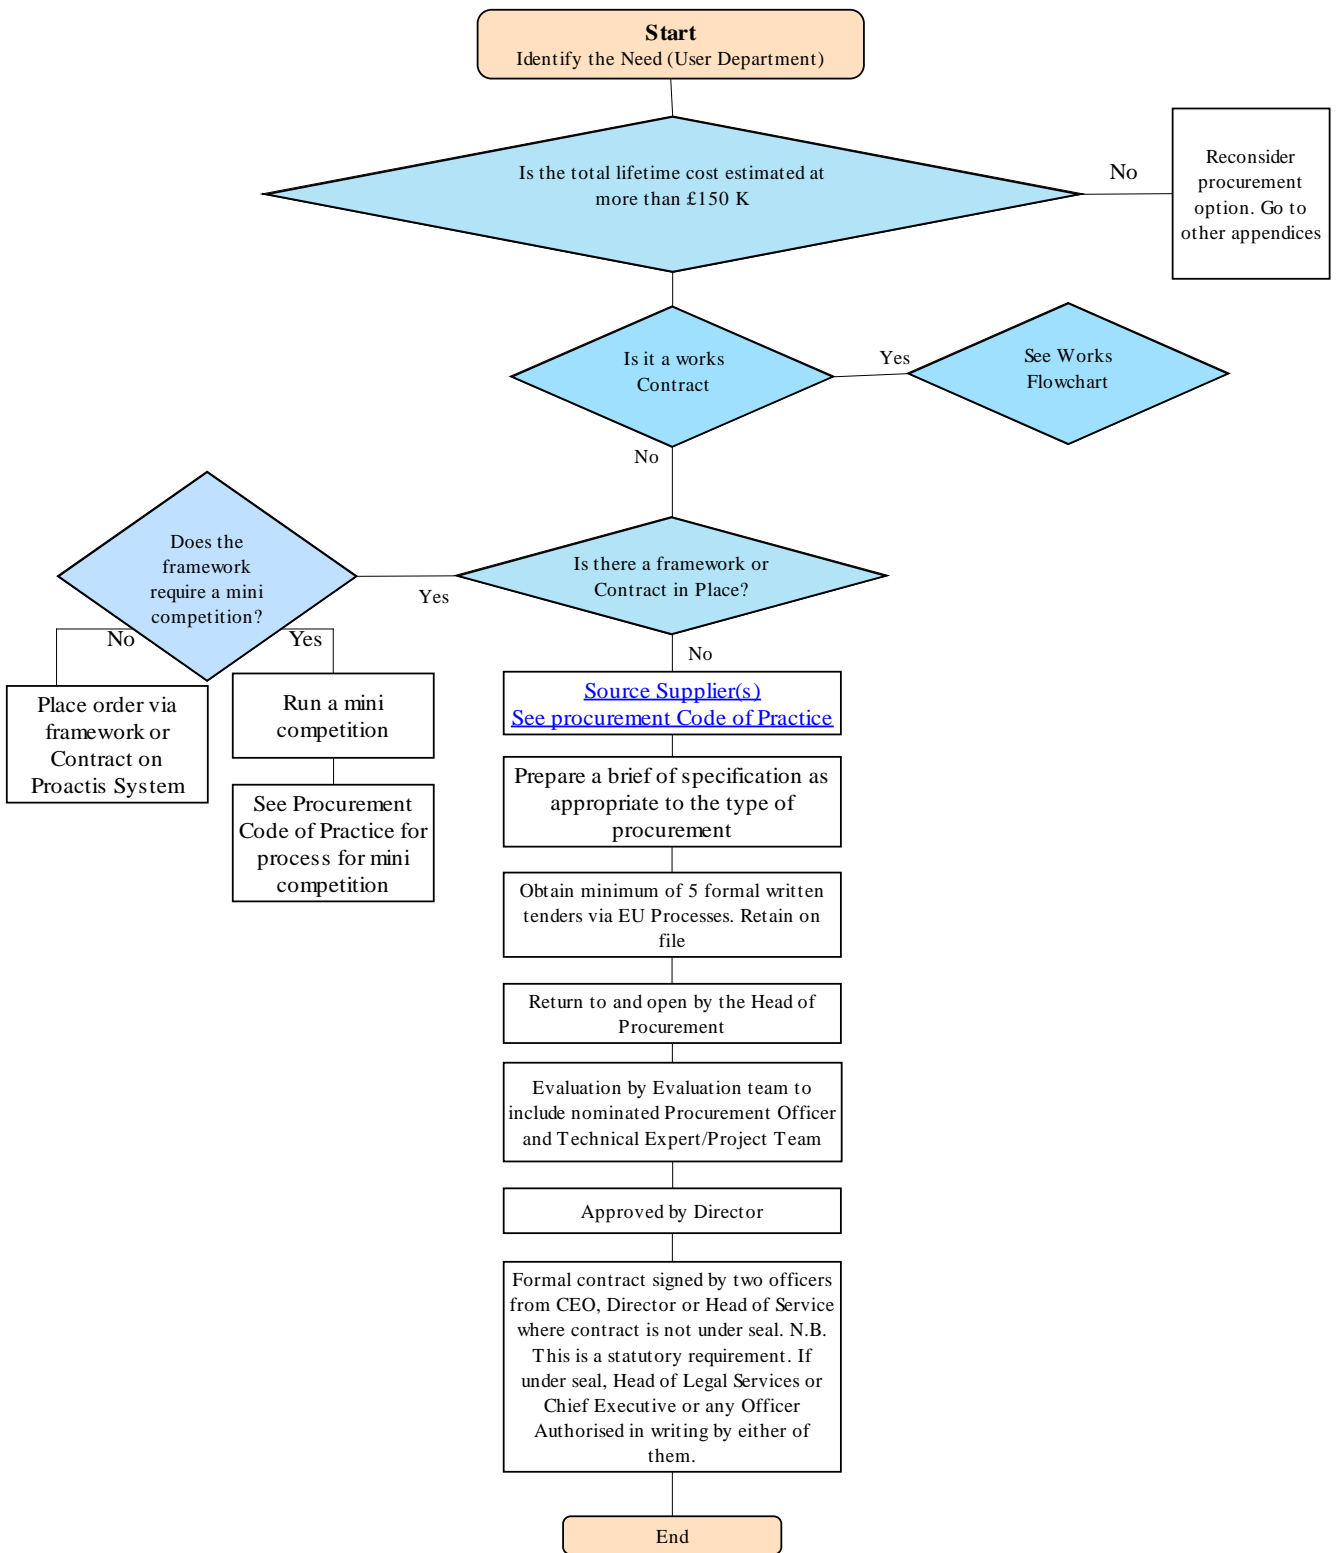 Start
Identify the Need (User Department)
Is the total lifetime cost estimated at
more than £150 K
No
Reconsider
procurement
option. Go to
other appendices
Is it a works
Contract
Yes
See Works
Flowchart
No
Does the
framework
require a mini
competition?
Yes
Is there a framework or
Contract in Place?
No
Yes
No
Place order via
framework or
Contract on
Proactis System
Run a mini
competition
See Procurement
Code of Practice for
process for mini
competition
Source Supplier(s)
See procurement Code of Practice
Prepare a brief of specification as
appropriate to the type of
procurement
Obtain minimum of 5 formal written
tenders via EU Processes. Retain on
file
Return to and open by the Head of
Procurement
Evaluation by Evaluation team to
include nominated Procurement Officer
and Technical Expert/Project Team
Approved by Director
Formal contract signed by two officers
from CEO, Director or Head of Service
where contract is not under seal. N.B.
This is a statutory requirement. If
under seal, Head of Legal Services or
Chief Executive or any Officer
Authorised in writing by either of
them.
End